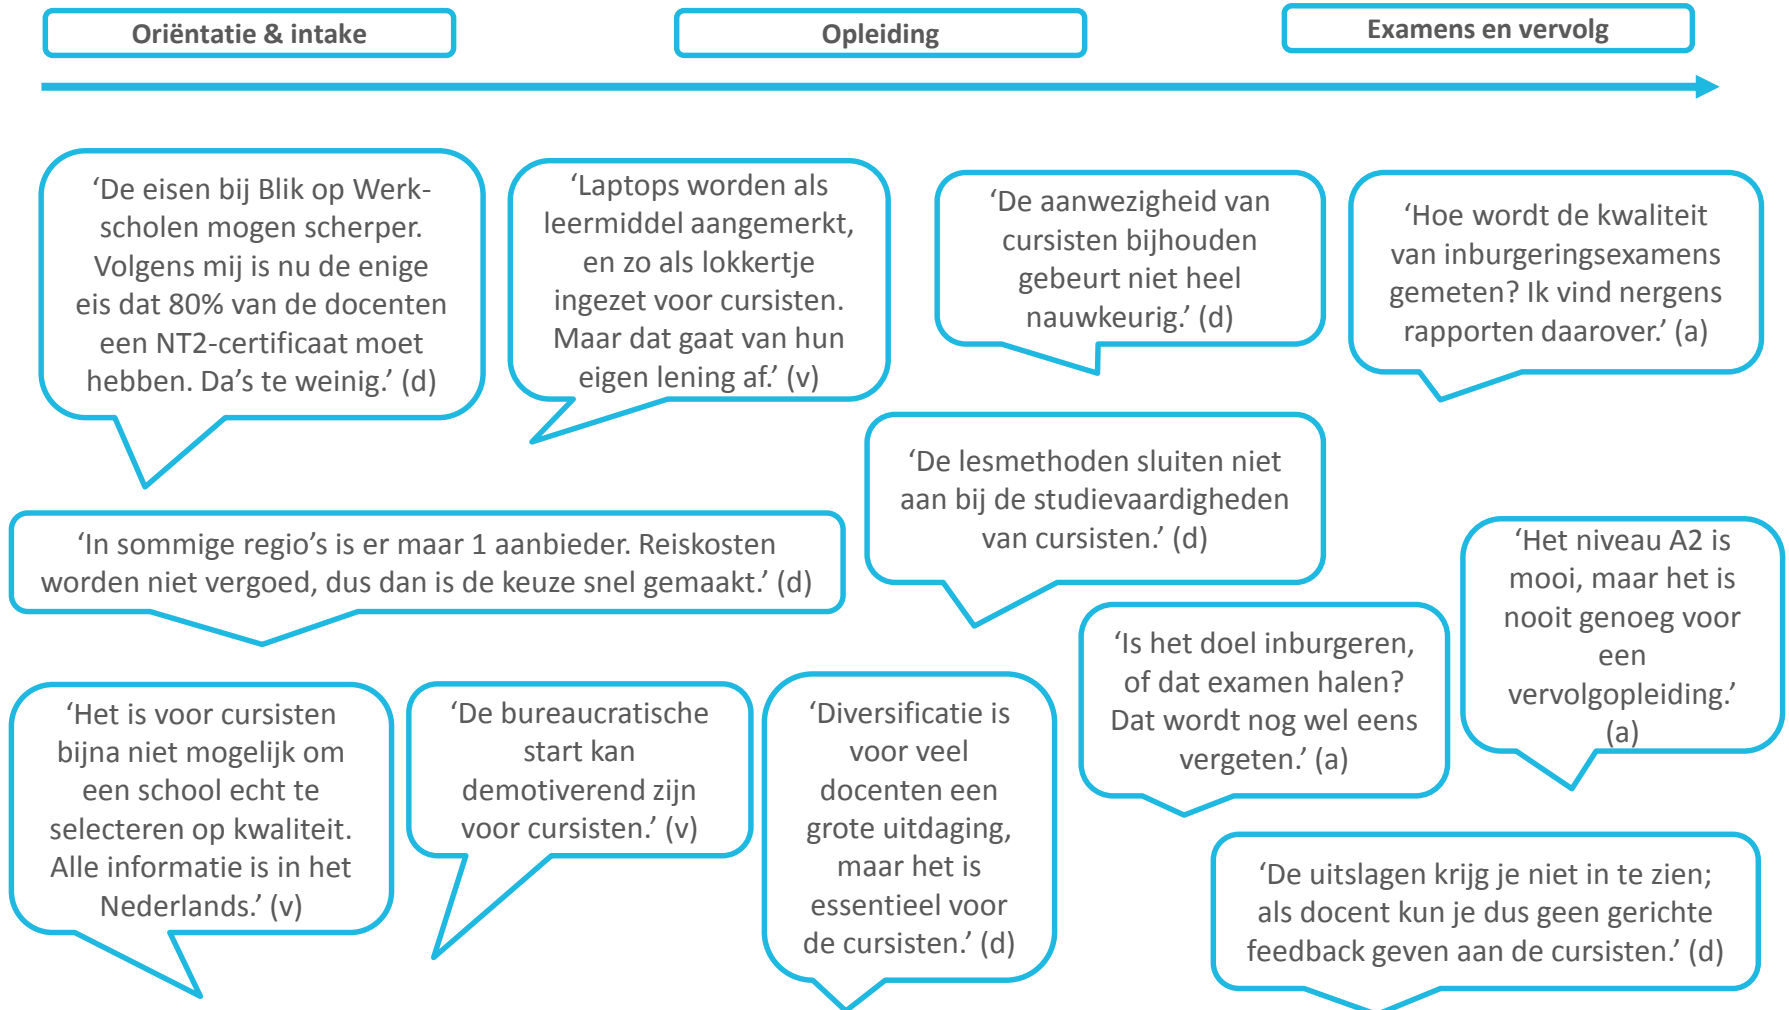 Oriëntatie & intake
Opleiding
Examens en vervolg
‘De eisen bij Blik op Werk-
scholen mogen scherper.
Volgens mij is nu de enige
eis dat 80% van de docenten
een NT2-certificaat moet
hebben. Da’s te weinig.’ (d)
‘Laptops worden als
leermiddel aangemerkt,
en zo als lokkertje
ingezet voor cursisten.
Maar dat gaat van hun
eigen lening af.’ (v)
‘De aanwezigheid van
cursisten bijhouden
gebeurt niet heel
nauwkeurig.’ (d)
‘Hoe wordt de kwaliteit
van inburgeringsexamens
gemeten? Ik vind nergens
rapporten daarover.’ (a)
‘De lesmethoden sluiten niet
aan bij de studievaardigheden
van cursisten.’ (d)
‘In sommige regio’s is er maar 1 aanbieder. Reiskosten
worden niet vergoed, dus dan is de keuze snel gemaakt.’ (d)
‘Het niveau A2 is
mooi, maar het is
nooit genoeg voor
een
vervolgopleiding.’
(a)
‘Is het doel inburgeren,
of dat examen halen?
Dat wordt nog wel eens
vergeten.’ (a)
‘Het is voor cursisten
bijna niet mogelijk om
een school echt te
selecteren op kwaliteit.
Alle informatie is in het
Nederlands.’ (v)
‘De bureaucratische
start kan
demotiverend zijn
voor cursisten.’ (v)
‘Diversificatie is
voor veel
docenten een
grote uitdaging,
maar het is
essentieel voor
de cursisten.’ (d)
‘De uitslagen krijg je niet in te zien;
als docent kun je dus geen gerichte
feedback geven aan de cursisten.’ (d)